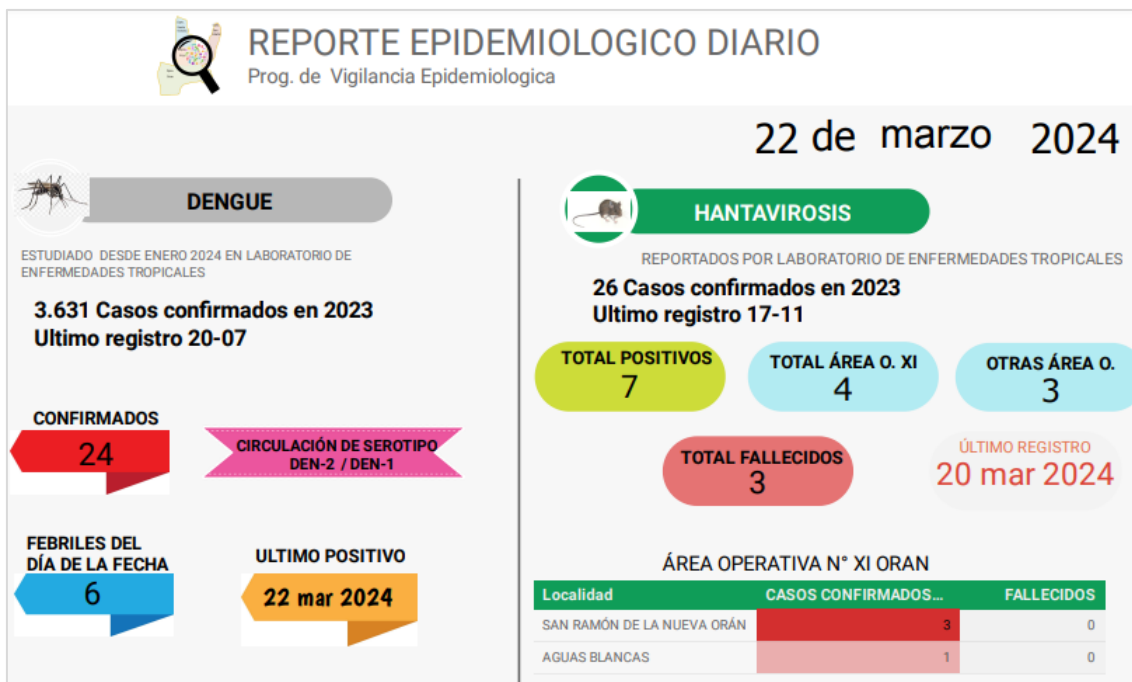 REPORTE EPIDEMIOLOGICO DIARIO
Prog. de Vigilancia Epidemiologica
22 de marzo 2024
DENGUE
ESTUDIADO DESDE ENERO 2024 EN LABORATORIO DE
ENFERMEDADES TROPICALES
3.631 Casos confirmados en 2023
Ultimo registro 20-07
CONFIRMADOS
24
CIRCULACIÓN DE SEROTIPO
DEN-2 / DEN-1
FEBRILES DEL
DÍA DE LA FECHA
6
ULTIMO POSITIVO
22 mar 2024
HANTAVIROSIS
REPORTADOS POR LABORATORIO DE ENFERMEDADES TROPICALES
26 Casos confirmados en 2023
Ultimo registro 17-11
TOTAL POSITIVOS
7
TOTAL ÁREA O. XI
4
OTRAS ÁREA O.
3
TOTAL FALLECIDOS
3
ÚLTIMO REGISTRO
20 mar 2024
ÁREA OPERATIVA N° XI ORAN
Localidad CASOS CONFIRMADOS... FALLECIDOS
SAN RAMÓN DE LA NUEVA ORÁN 3 0
AGUAS BLANCAS 1 0